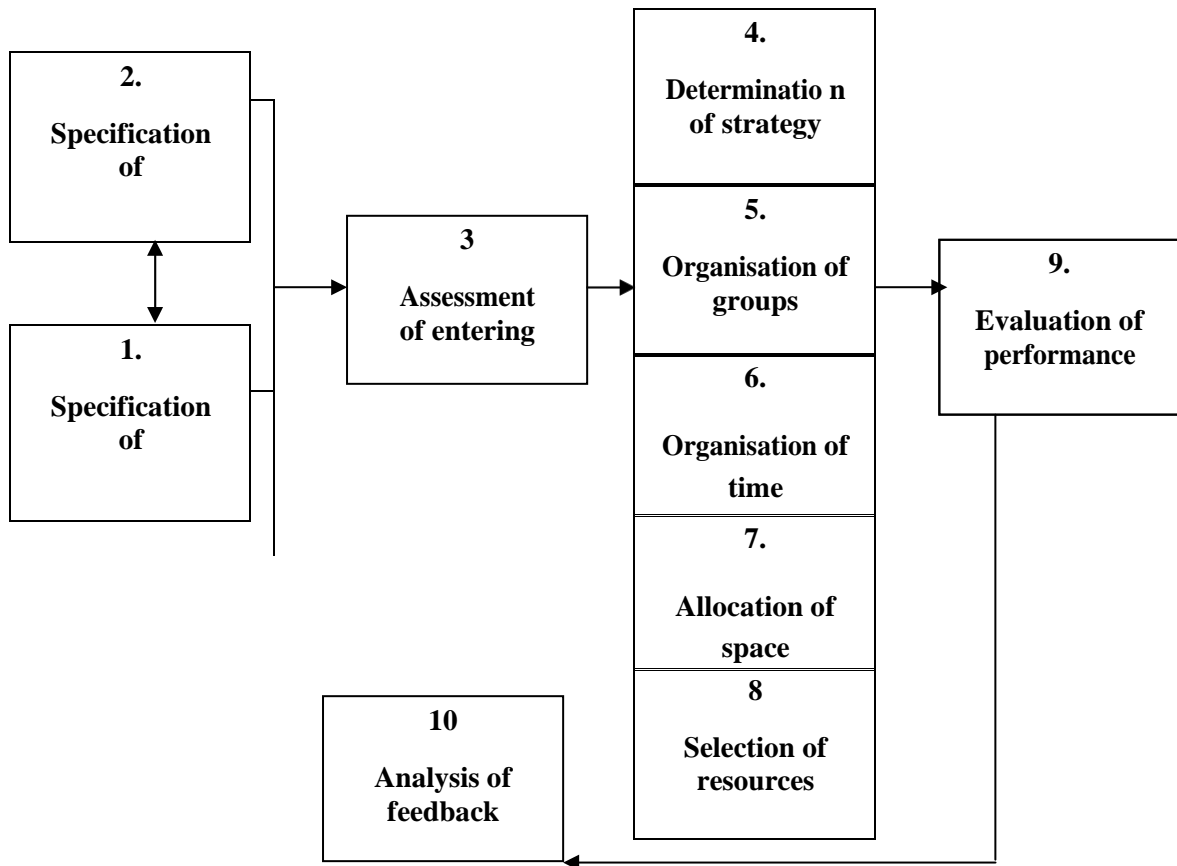 2.
Specification
of
1.
Specification
of
3
Assessment
of entering
4.
Determinatio n
of strategy
5.
Organisation of
groups
6.
Organisation of
time
7.
Allocation of
space
8
Selection of
resources
9.
Evaluation of
performance
10
Analysis of
feedback